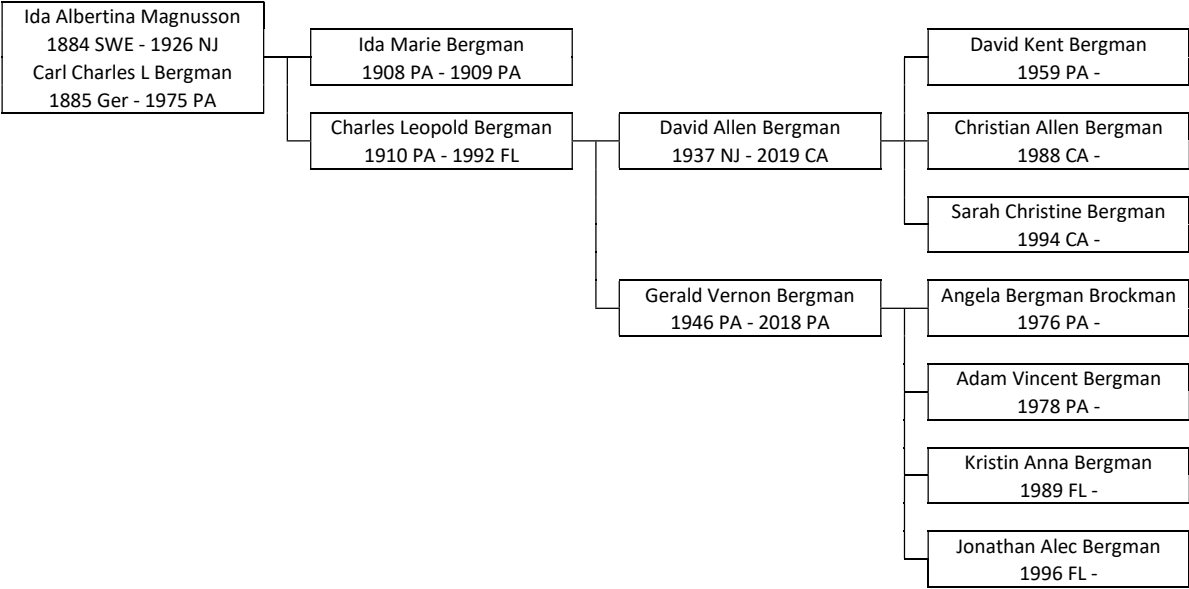 Ida Albertina Magnusson
1884 SWE - 1926 NJ
Carl Charles L Bergman
1885 Ger - 1975 PA
Ida Marie Bergman
1908 PA - 1909 PA
Charles Leopold Bergman
1910 PA - 1992 FL
David Allen Bergman
1937 NJ - 2019 CA
David Kent Bergman
1959 PA -
Christian Allen Bergman
1988 CA -
Sarah Christine Bergman
1994 CA -
Gerald Vernon Bergman
1946 PA - 2018 PA
Angela Bergman Brockman
1976 PA -
Adam Vincent Bergman
1978 PA -
Kristin Anna Bergman
1989 FL -
Jonathan Alec Bergman
1996 FL -